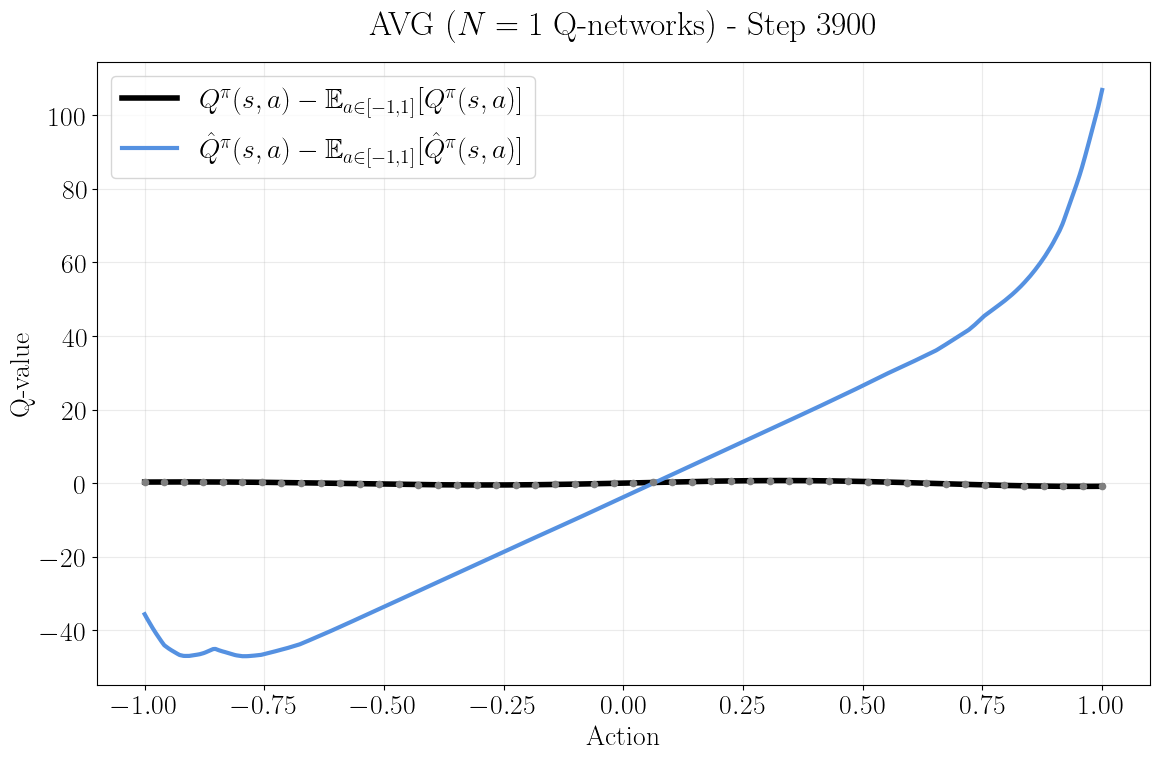 AVG (N = 1 Q-networks) - Step 3900
Q^π(s, a) − 𝔼_{a∈[−1,1]}[Q^π(s, a)]
Q̂^π(s, a) − 𝔼_{a∈[−1,1]}[Q̂^π(s, a)]
100
80
60
40
20
0
−20
−40
Q-value
−1.00 −0.75 −0.50 −0.25 0.00 0.25 0.50 0.75 1.00
Action